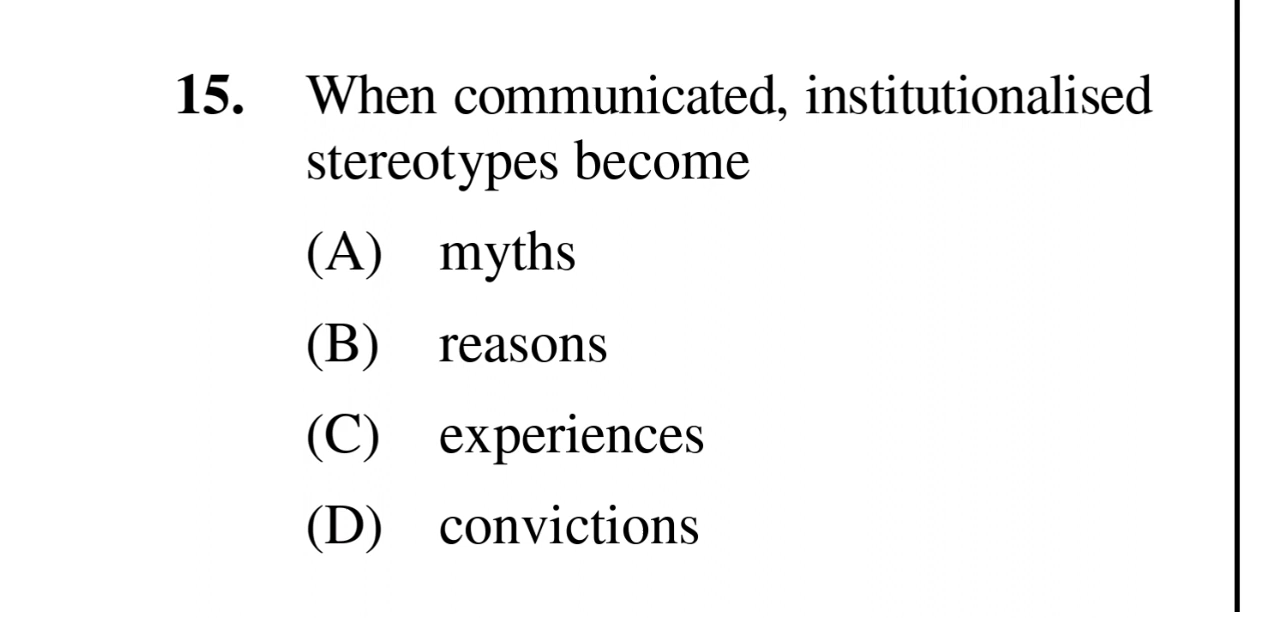 15. When communicated, institutionalised
stereotypes become
(A) myths
(B) reasons
(C) experiences
(D) convictions